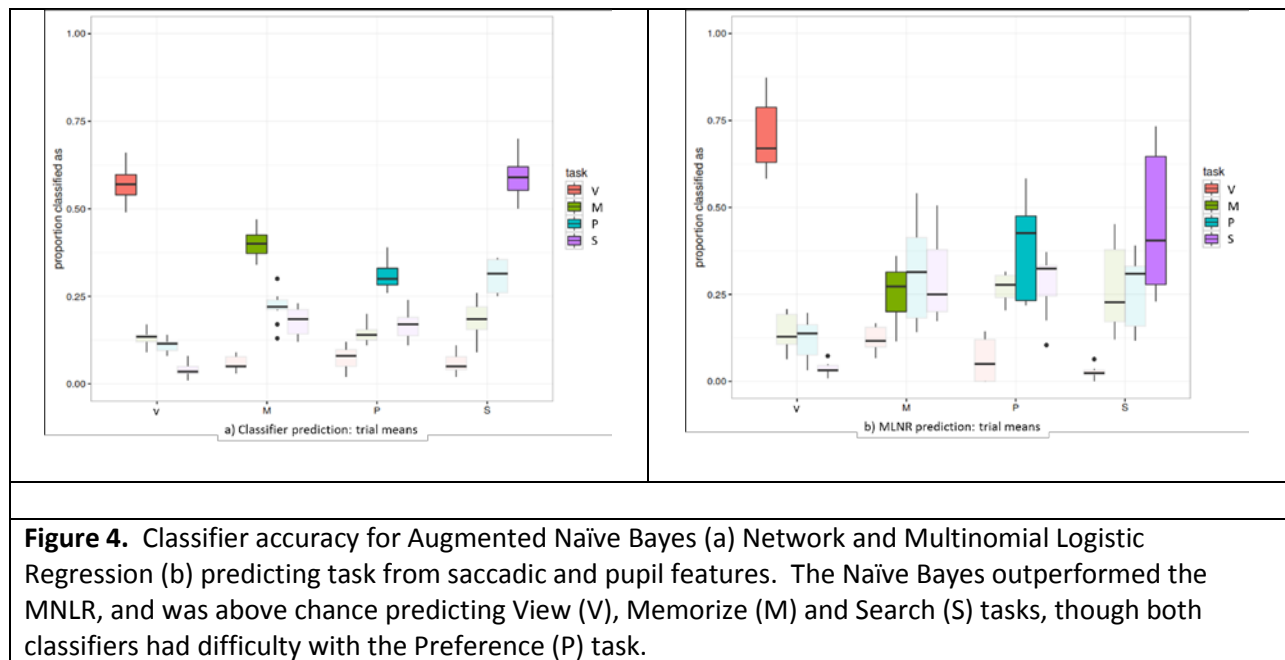 1.00
0.75
0.50
0.25
0.00
proportion classified as
V
M
P
S
task
V
M
P
S
a) Classifier prediction: trial means
1.00
0.75
0.50
0.25
0.00
proportion classified as
V
M
P
S
task
V
M
P
S
b) MLNR prediction: trial means
Figure 4. Classifier accuracy for Augmented Naïve Bayes (a) Network and Multinomial Logistic
Regression (b) predicting task from saccadic and pupil features. The Naïve Bayes outperformed the
MNLR, and was above chance predicting View (V), Memorize (M) and Search (S) tasks, though both
classifiers had difficulty with the Preference (P) task.